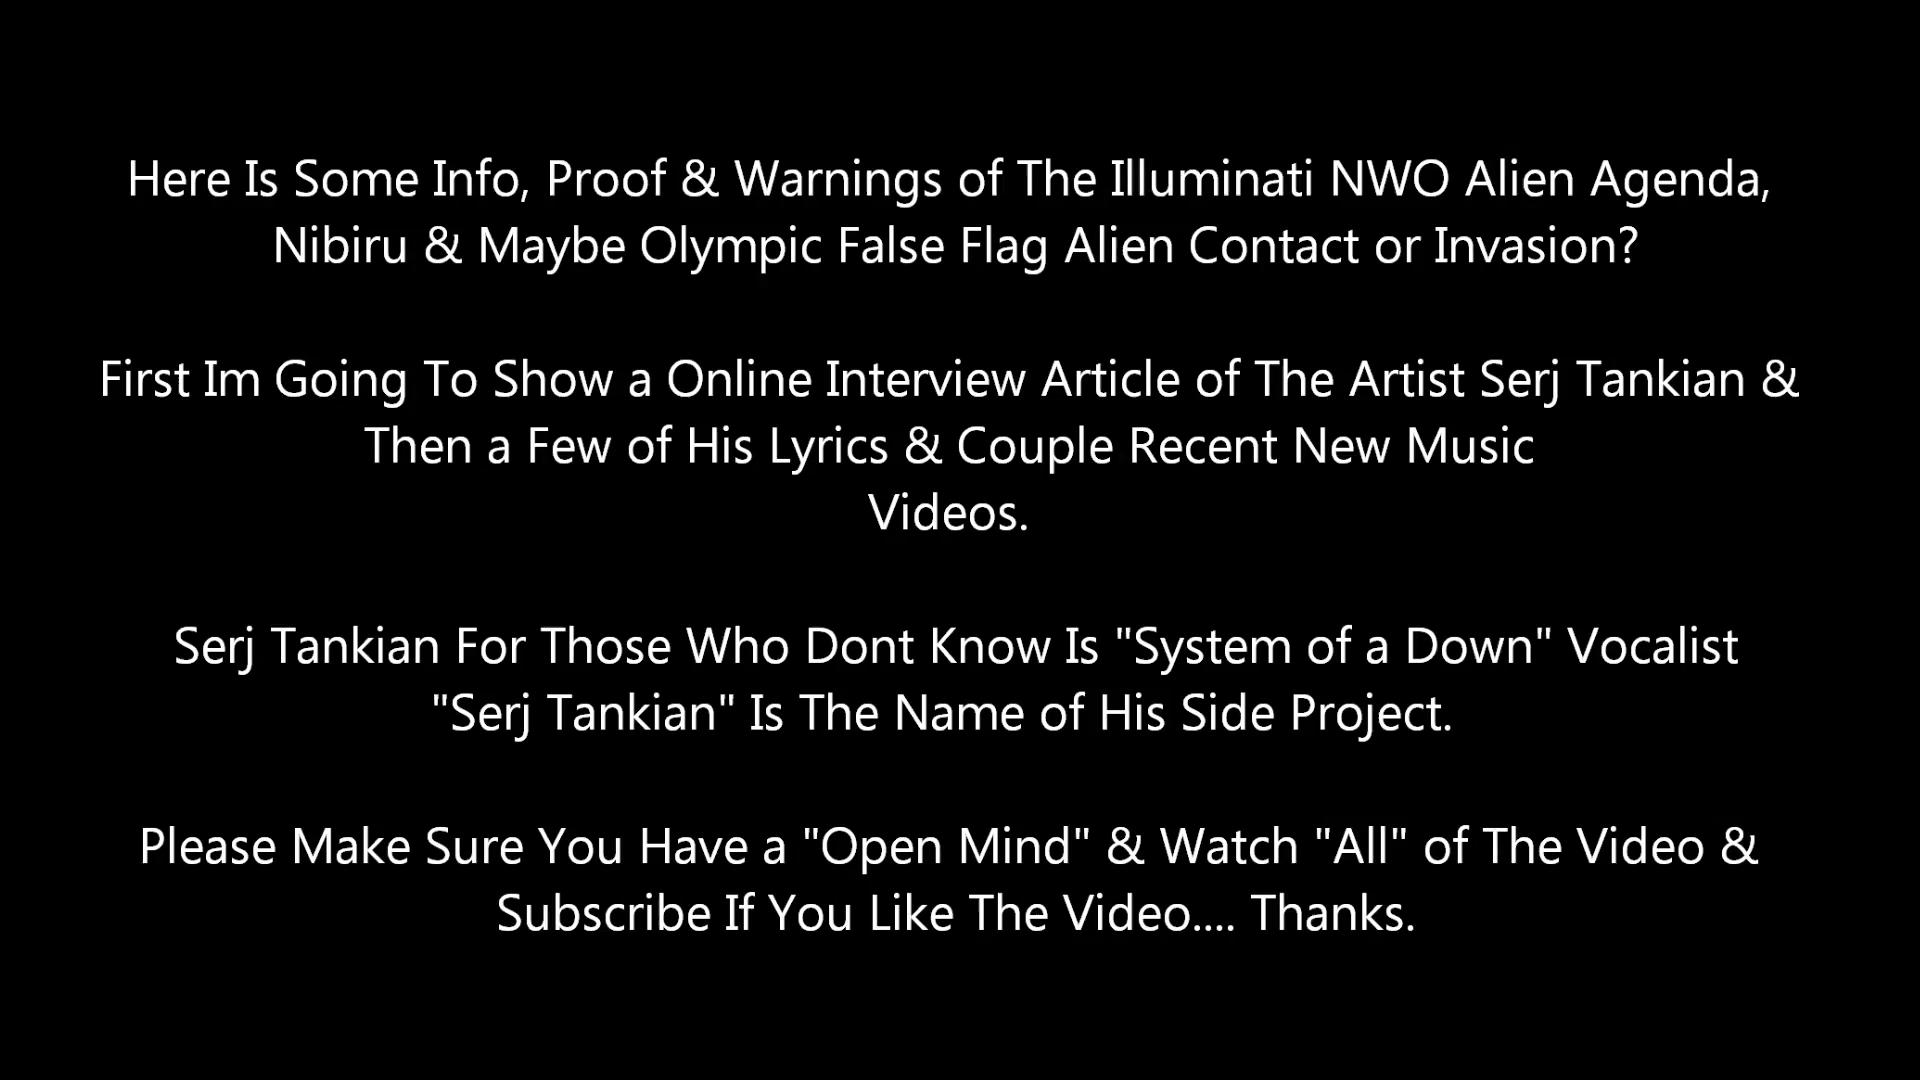 Here Is Some Info, Proof & Warnings of The Illuminati NWO Alien Agenda,
Nibiru & Maybe Olympic False Flag Alien Contact or Invasion?
First Im Going To Show a Online Interview Article of The Artist Serj Tankian &
Then a Few of His Lyrics & Couple Recent New Music
Videos.
Serj Tankian For Those Who Dont Know Is "System of a Down" Vocalist
"Serj Tankian" Is The Name of His Side Project.
Please Make Sure You Have a "Open Mind" & Watch "All" of The Video &
Subscribe If You Like The Video.... Thanks.